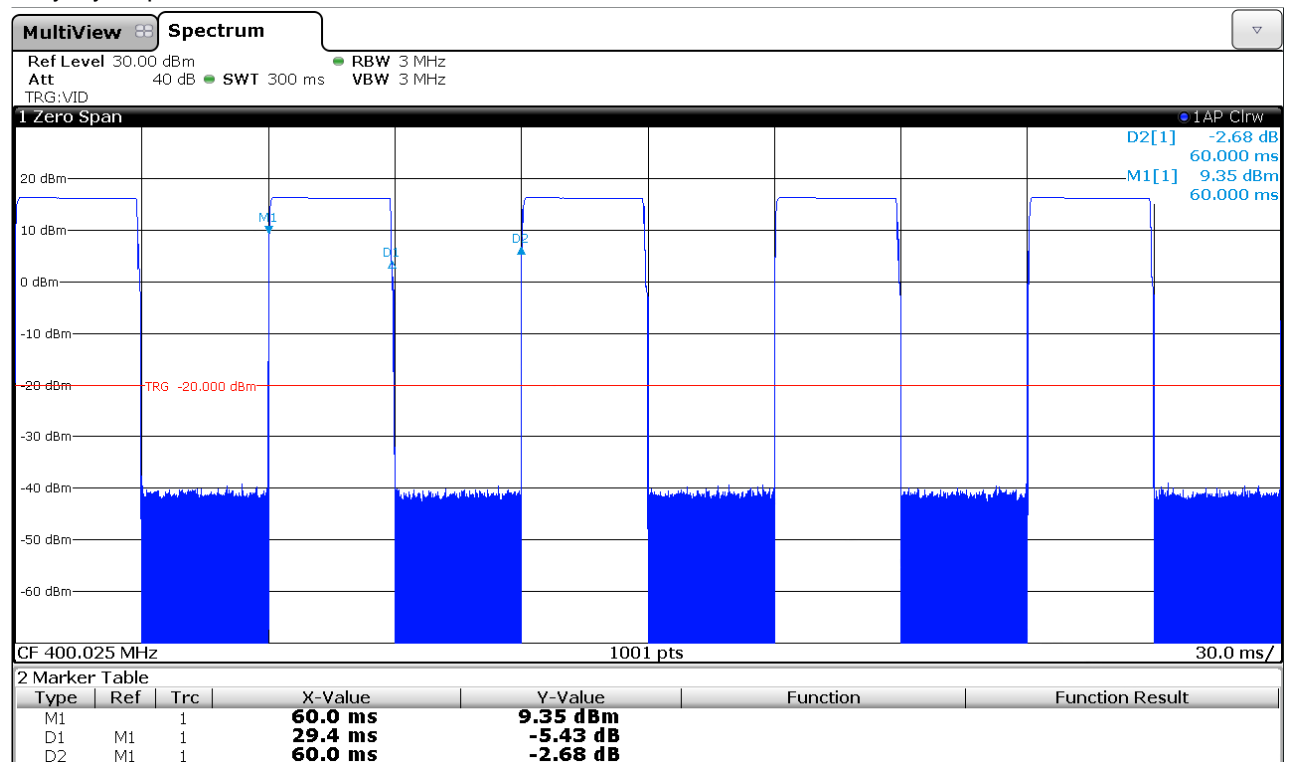 MultiView Spectrum
Ref Level 30.00 dBm RBW 3 MHz
Att 40 dB SWT 300 ms VBW 3 MHz
TRG:VID
1 Zero Span 1AP Clrw
D2[1] -2.68 dB
60.000 ms
M1[1] 9.35 dBm
60.000 ms
20 dBm
M1
10 dBm
D2
D1
0 dBm
-10 dBm
-20 dBm
TRG -20.000 dBm
-30 dBm
-40 dBm
-50 dBm
-60 dBm
CF 400.025 MHz 1001 pts 30.0 ms/
2 Marker Table
Type Ref Trc X-Value Y-Value Function Function Result
M1 1 60.0 ms 9.35 dBm
D1 M1 1 29.4 ms -5.43 dB
D2 M1 1 60.0 ms -2.68 dB